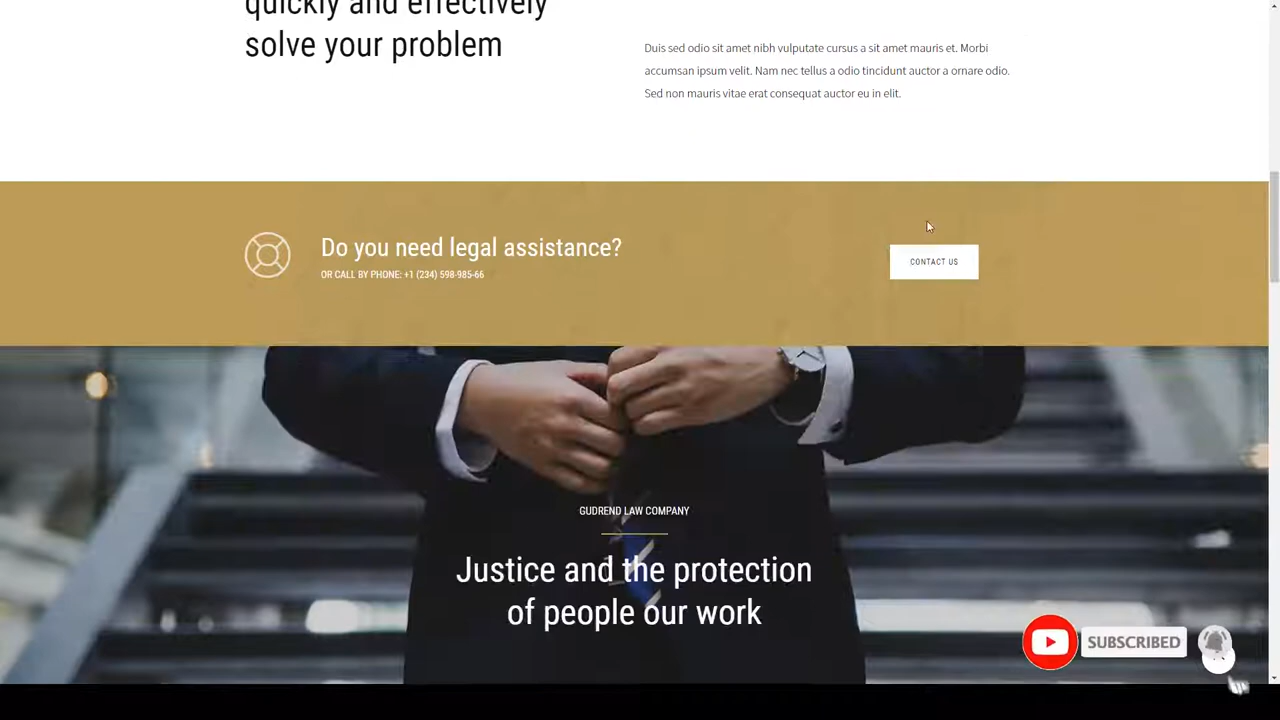 quickly and effectively
solve your problem
Duis sed odio sit amet nibh vulputate cursus a sit amet mauris et. Morbi
accumsan ipsum velit. Nam nec tellus a odio tincidunt auctor a ornare odio.
Sed non mauris vitae erat consequat auctor eu in elit.
Do you need legal assistance?
OR CALL BY PHONE: +1 (234) 598-985-66
CONTACT US
GUDREND LAW COMPANY
Justice and the protection
of people our work
SUBSCRIBED